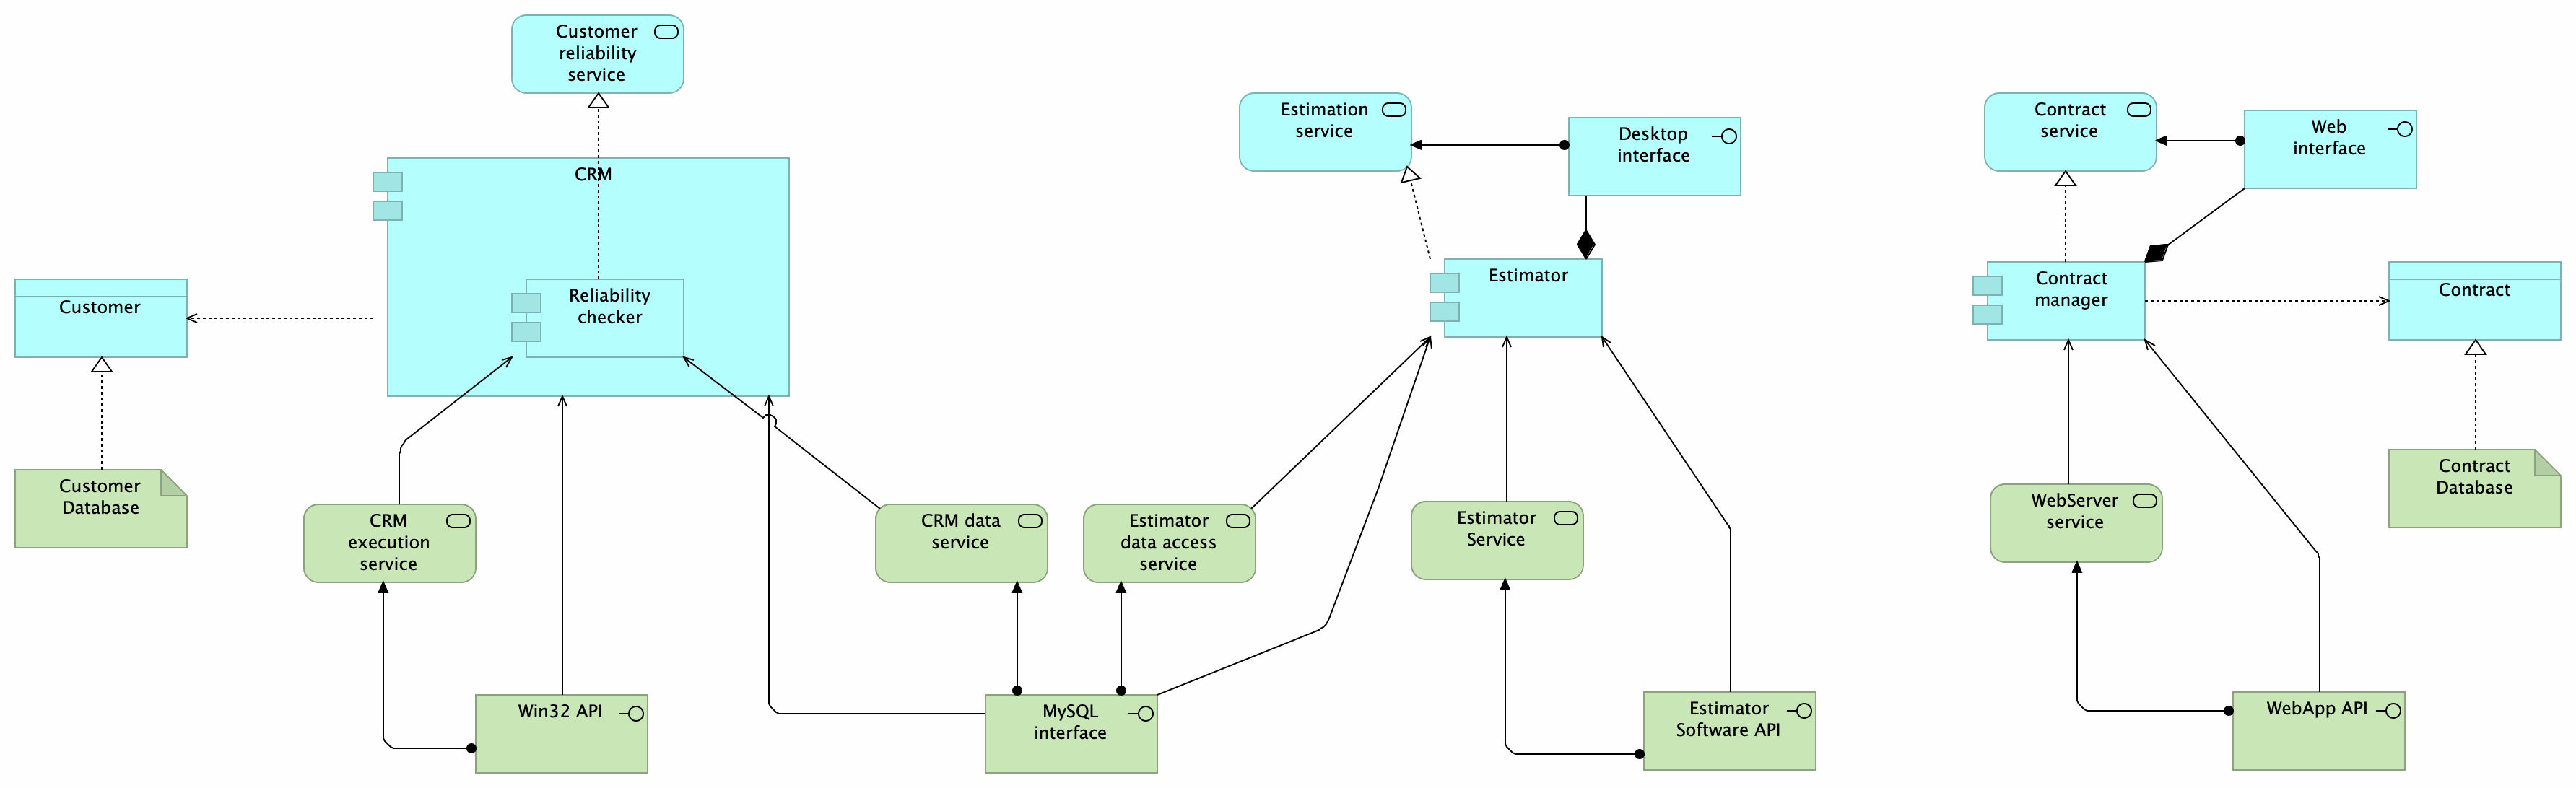 Customer
reliability
service
CRM
Reliability
checker
Customer
Customer
Database
CRM
execution
service
Win32 API
CRM data
service
Estimator
data access
service
MySQL
interface
Estimation
service
Desktop
interface
Estimator
Estimator
Service
Estimator
Software API
Contract
service
Web
interface
Contract
manager
Contract
Contract
Database
WebServer
service
WebApp API